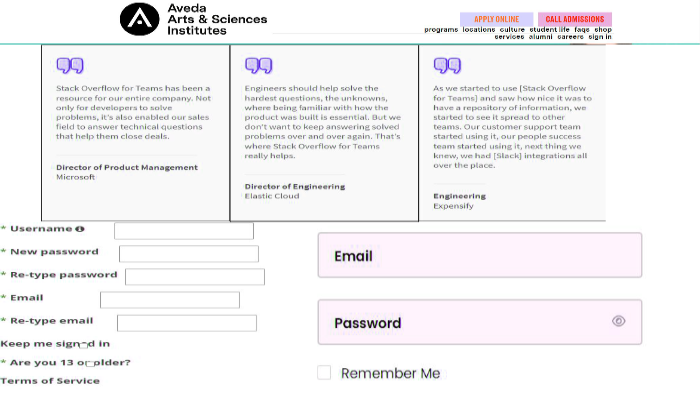 Aveda
Arts & Sciences
Institutes
APPLY ONLINE
CALL ADMISSIONS
programs locations culture student life faqs shop
services alumni careers sign in
Stack Overflow for Teams has been a
resource for our entire company. Not
only for developers to solve
problems, it's also enabled our sales
field to answer technical questions
that help them close deals.
Director of Product Management
Microsoft
Engineers should help solve the
hardest questions, the unknowns,
where being familiar with how the
product was built is essential. But we
don't want to keep answering solved
problems over and over again. That's
where Stack Overflow for Teams
really helps.
Director of Engineering
Elastic Cloud
As we started to use [Stack Overflow
for Teams] and saw how nice it was to
have a repository of information, we
started to see it spread to other
teams. Our customer support team
started using it, our people success
team started using it, next thing we
knew, we had [Slack] integrations all
over the place.
Engineering
Expensify
* Username
* New password
* Re-type password
* Email
* Re-type email
Keep me signed in
* Are you 13 or older?
Terms of Service
Email
Password
Remember Me